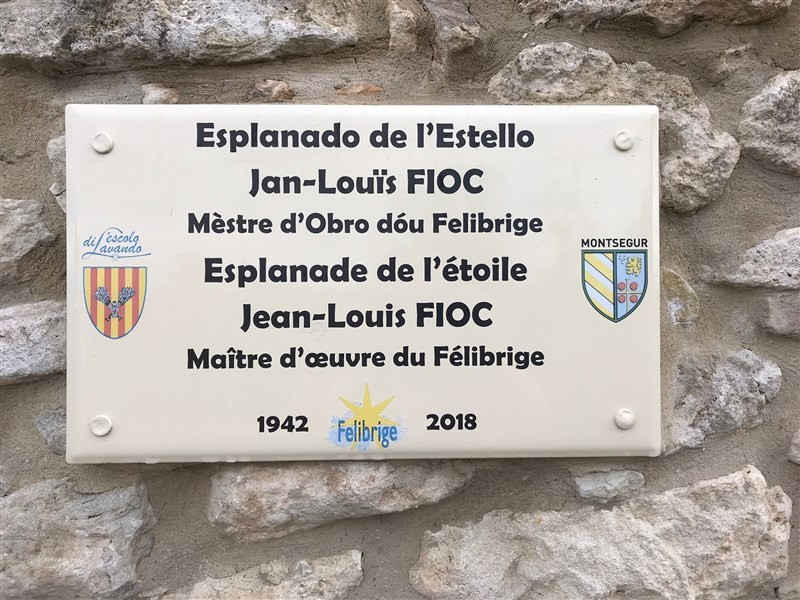 Esplanado de l'Estello
Jan-Louïs FIOC
Mèstre d'Obro dóu Felibrige
Esplanade de l'étoile
Jean-Louis FIOC
Maître d'œuvre du Félibrige
l'escolo
di Lavando
MONTSEGUR
1942 Felibrige 2018